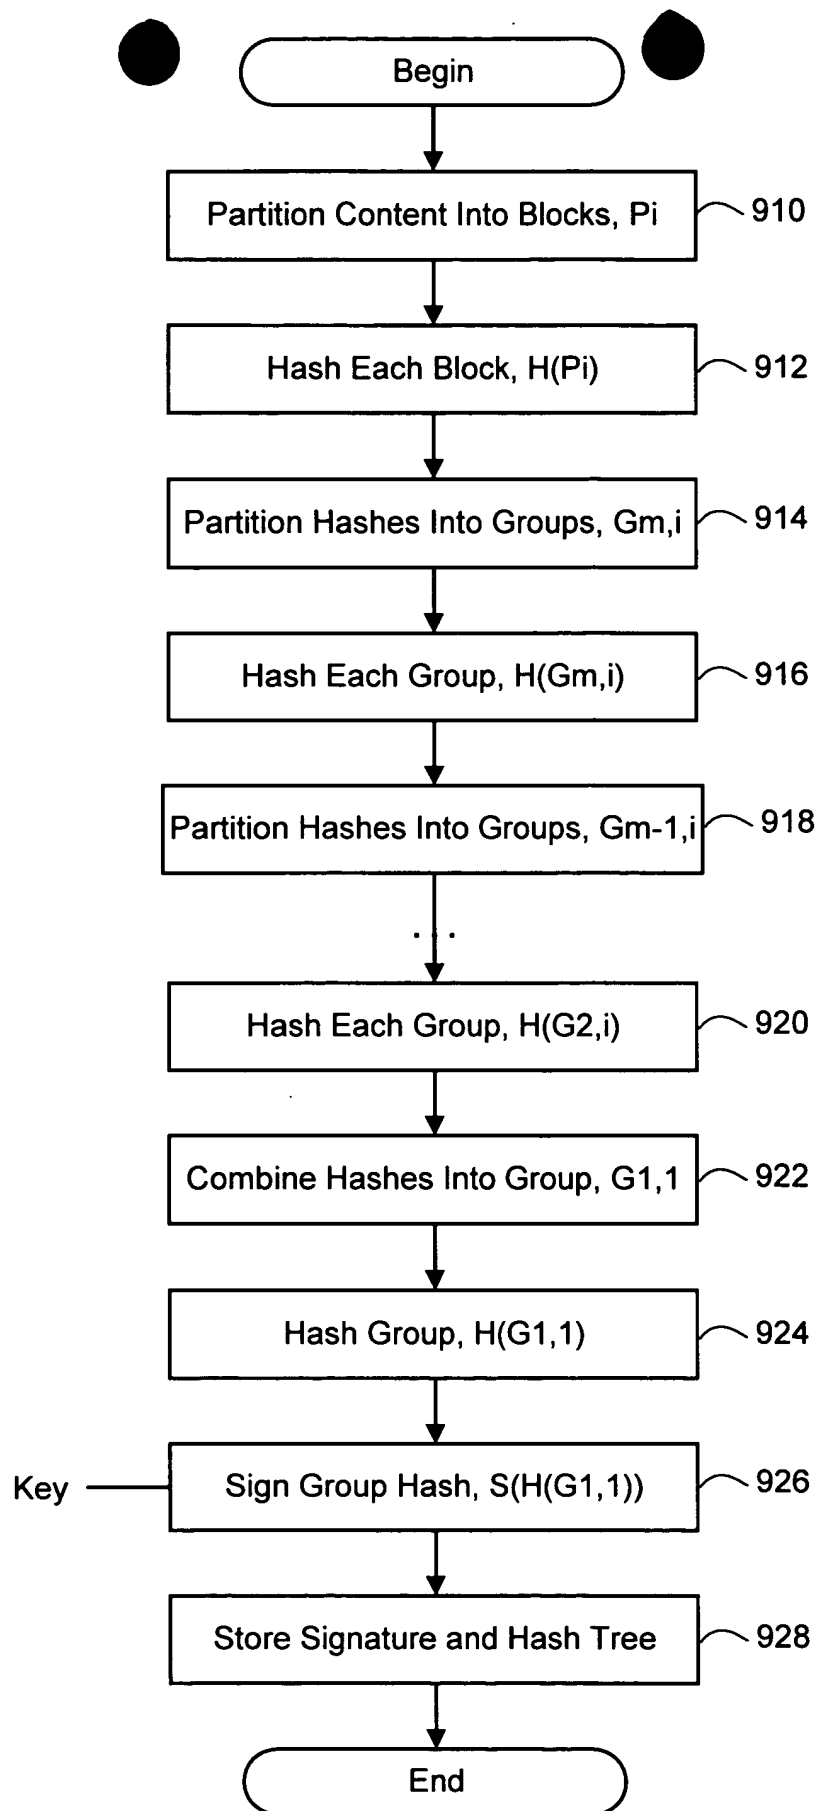 Begin
Partition Content Into Blocks, Pi
910
Hash Each Block, H(Pi)
912
Partition Hashes Into Groups, Gm,i
914
Hash Each Group, H(Gm,i)
916
Partition Hashes Into Groups, Gm-1,i
918
. . .
Hash Each Group, H(G2,i)
920
Combine Hashes Into Group, G1,1
922
Hash Group, H(G1,1)
924
Key
Sign Group Hash, S(H(G1,1))
926
Store Signature and Hash Tree
928
End